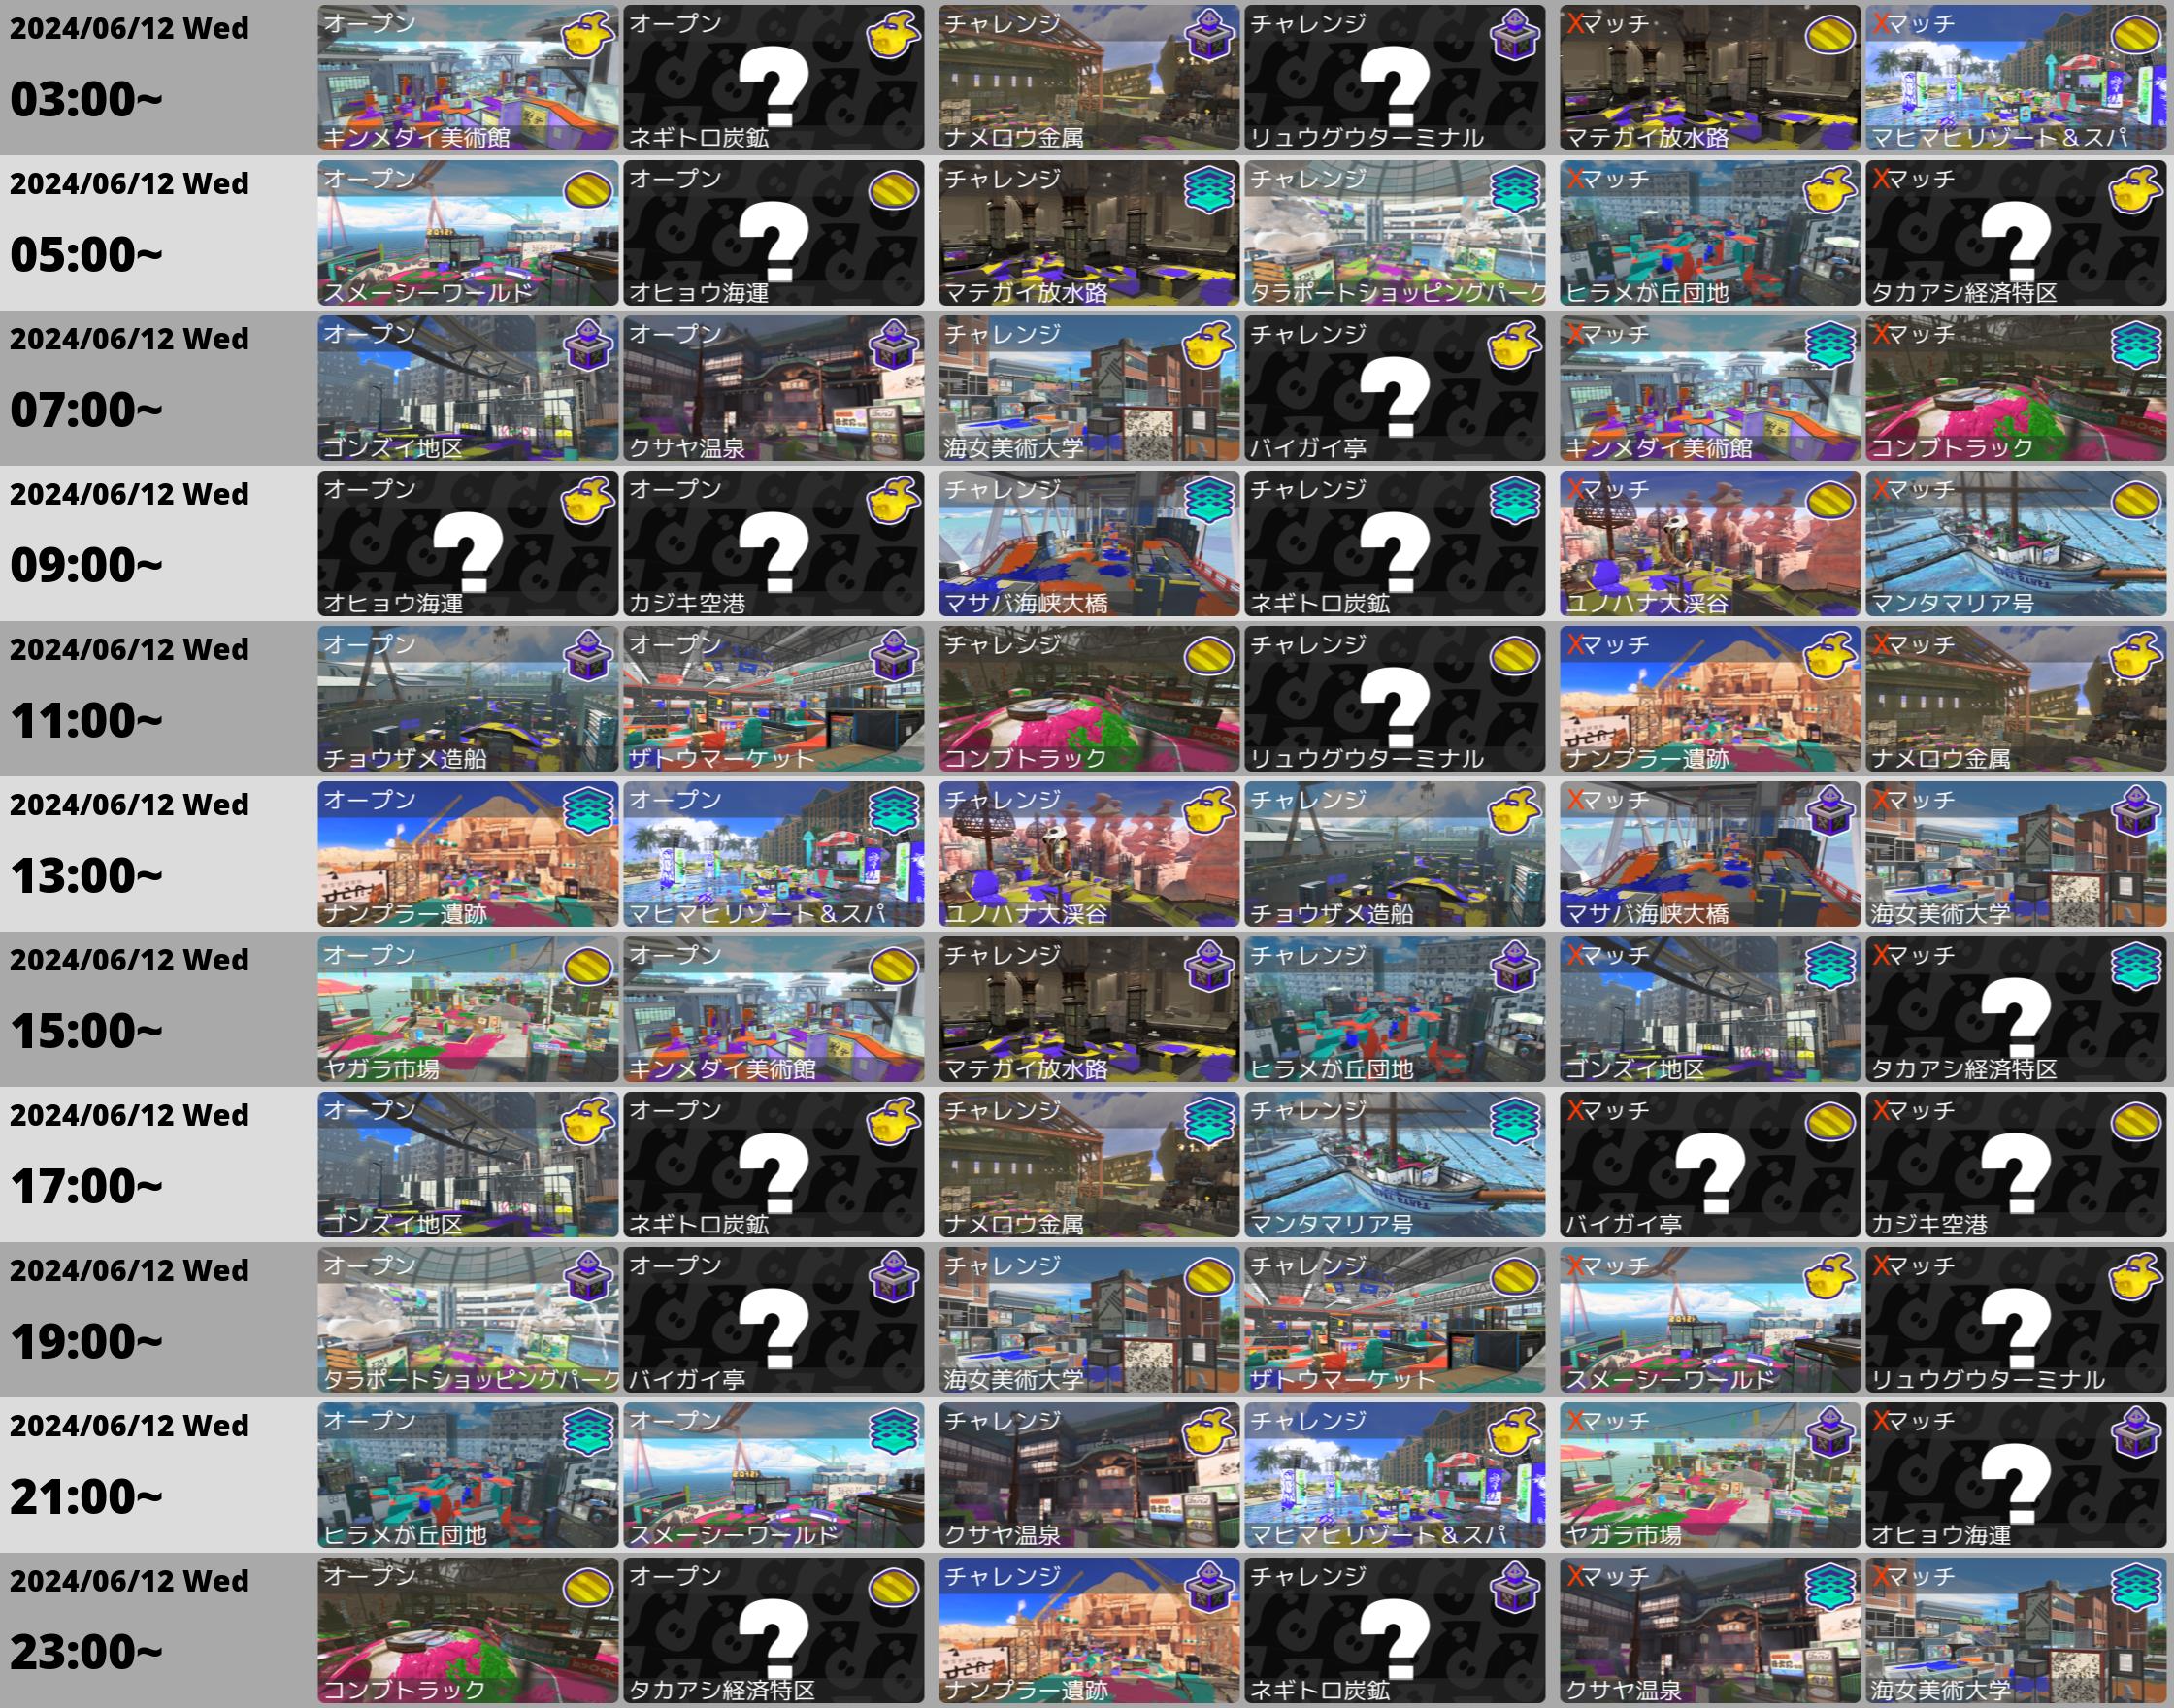 2024/06/12 Wed
03:00~
オープン
キンメダイ美術館
オープン
ネギトロ炭鉱
チャレンジ
ナメロウ金属
チャレンジ
リュウグウターミナル
Xマッチ
マテガイ放水路
Xマッチ
マヒマヒリゾート&スパ
2024/06/12 Wed
05:00~
オープン
スメーシーワールド
オープン
オヒョウ海運
チャレンジ
マテガイ放水路
チャレンジ
タラポートショッピングパーク
Xマッチ
ヒラメが丘団地
Xマッチ
タカアシ経済特区
2024/06/12 Wed
07:00~
オープン
ゴンズイ地区
オープン
クサヤ温泉
チャレンジ
海女美術大学
チャレンジ
バイガイ亭
Xマッチ
キンメダイ美術館
Xマッチ
コンブトラック
2024/06/12 Wed
09:00~
オープン
オヒョウ海運
オープン
カジキ空港
チャレンジ
マサバ海峡大橋
チャレンジ
ネギトロ炭鉱
Xマッチ
ユノハナ大渓谷
Xマッチ
マンタマリア号
2024/06/12 Wed
11:00~
オープン
チョウザメ造船
オープン
ザトウマーケット
チャレンジ
コンブトラック
チャレンジ
リュウグウターミナル
Xマッチ
ナンプラー遺跡
Xマッチ
ナメロウ金属
2024/06/12 Wed
13:00~
オープン
ナンプラー遺跡
オープン
マヒマヒリゾート&スパ
チャレンジ
ユノハナ大渓谷
チャレンジ
チョウザメ造船
Xマッチ
マサバ海峡大橋
Xマッチ
海女美術大学
2024/06/12 Wed
15:00~
オープン
ヤガラ市場
オープン
キンメダイ美術館
チャレンジ
マテガイ放水路
チャレンジ
ヒラメが丘団地
Xマッチ
ゴンズイ地区
Xマッチ
タカアシ経済特区
2024/06/12 Wed
17:00~
オープン
ゴンズイ地区
オープン
ネギトロ炭鉱
チャレンジ
ナメロウ金属
チャレンジ
マンタマリア号
Xマッチ
バイガイ亭
Xマッチ
カジキ空港
2024/06/12 Wed
19:00~
オープン
タラポートショッピングパーク
オープン
バイガイ亭
チャレンジ
海女美術大学
チャレンジ
ザトウマーケット
Xマッチ
スメーシーワールド
Xマッチ
リュウグウターミナル
2024/06/12 Wed
21:00~
オープン
ヒラメが丘団地
オープン
スメーシーワールド
チャレンジ
クサヤ温泉
チャレンジ
マヒマヒリゾート&スパ
Xマッチ
ヤガラ市場
Xマッチ
オヒョウ海運
2024/06/12 Wed
23:00~
オープン
コンブトラック
オープン
タカアシ経済特区
チャレンジ
ナンプラー遺跡
チャレンジ
ネギトロ炭鉱
Xマッチ
クサヤ温泉
Xマッチ
海女美術大学